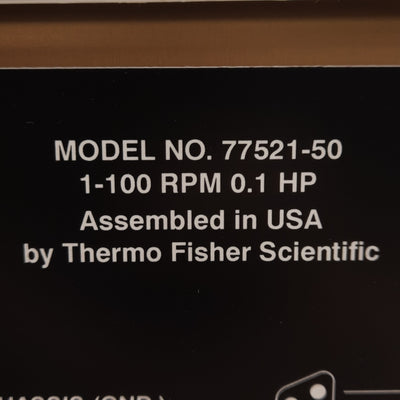 MODEL NO. 77521-50
1-100 RPM 0.1 HP
Assembled in USA
by Thermo Fisher Scientific